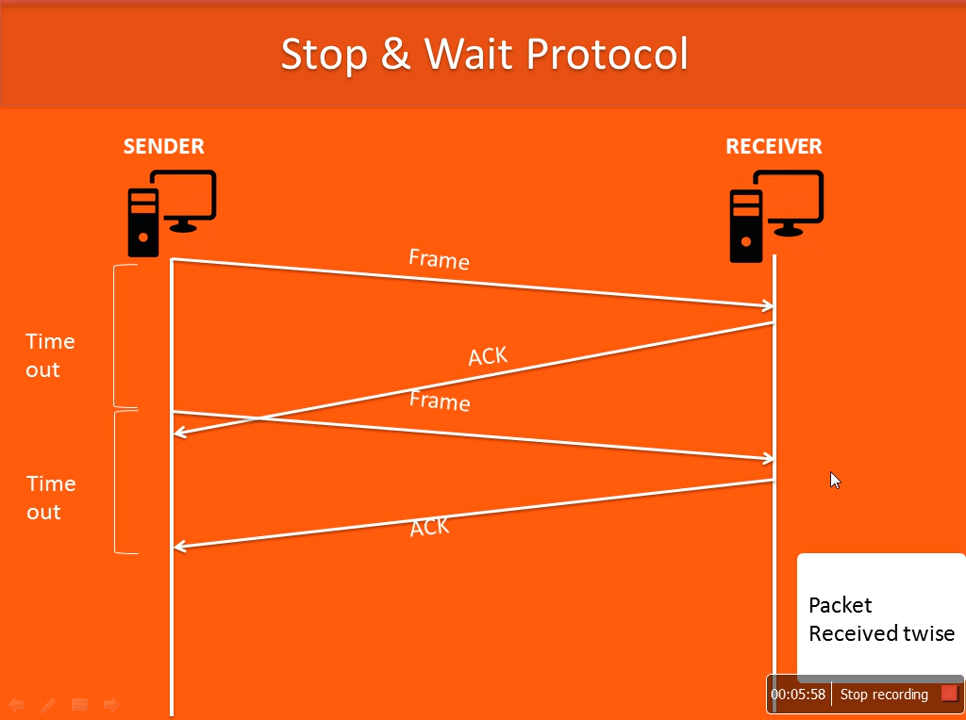 Stop & Wait Protocol
SENDER
RECEIVER
Frame
Time
out
ACK
Frame
Time
out
ACK
Packet
Received twise
00:05:58
Stop recording